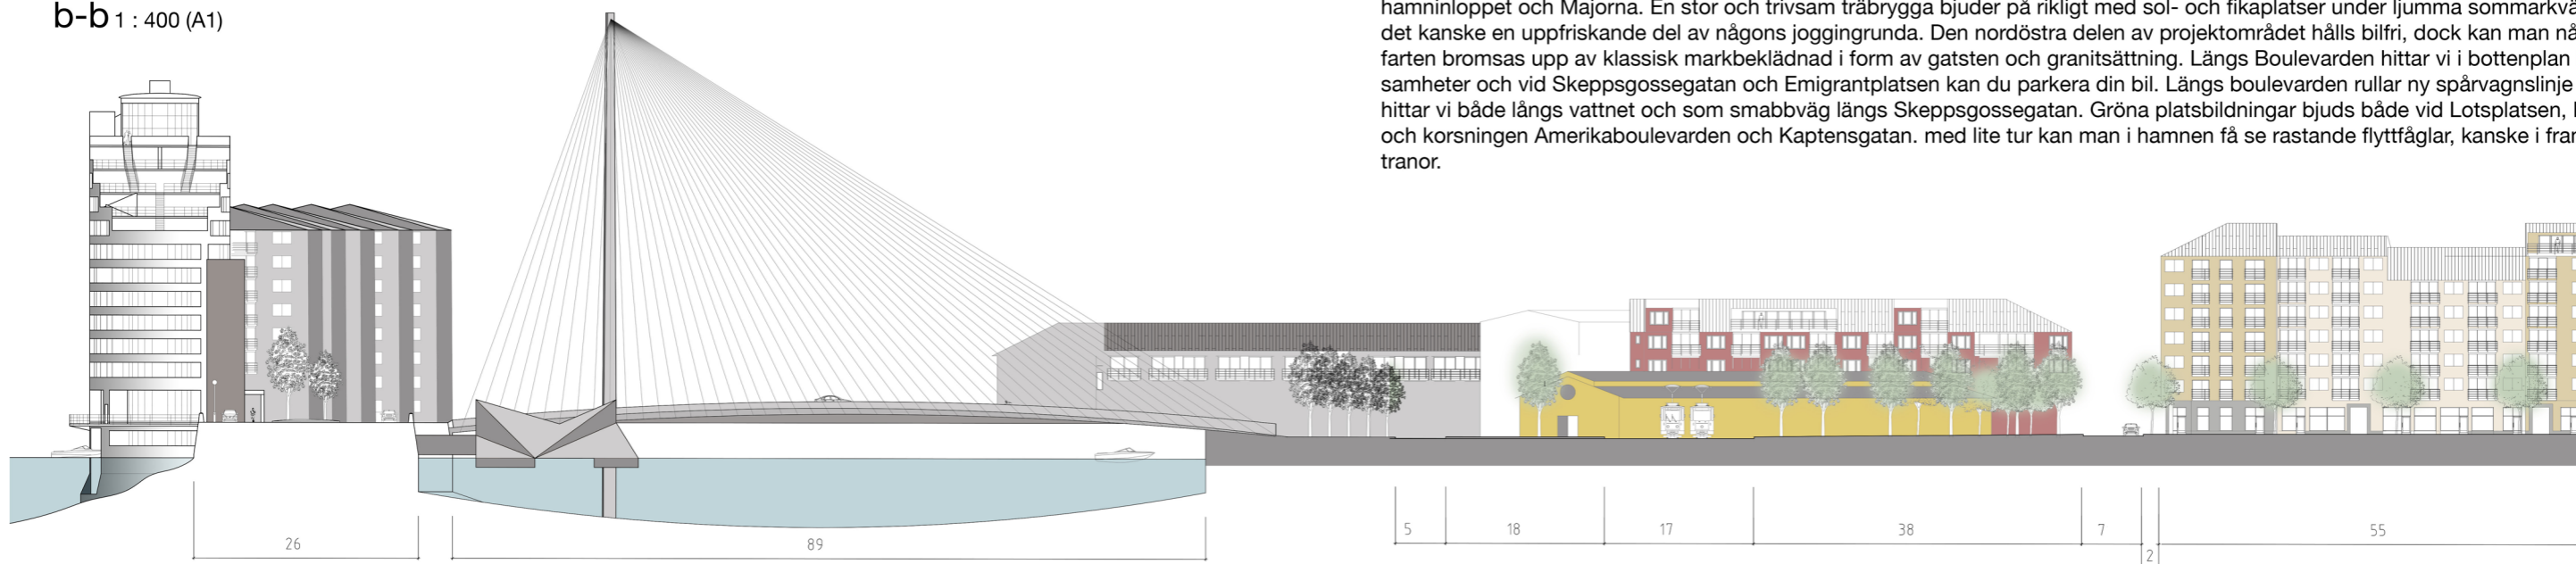 b-b 1 : 400 (A1)
hamninloppet och Majorna. En stor och trivsam träbrygga bjuder på rikligt med sol- och fikaplatser under ljumma sommarkvä
det kanske en uppfriskande del av någons joggingrunda. Den nordöstra delen av projektområdet hålls bilfri, dock kan man nå
farten bromsas upp av klassisk markbeklädnad i form av gatsten och granitsättning. Längs Boulevarden hittar vi i bottenplan
samheter och vid Skeppsgossegatan och Emigrantplatsen kan du parkera din bil. Längs boulevarden rullar ny spårvagnslinje
hittar vi både långs vattnet och som smabbväg längs Skeppsgossegatan. Gröna platsbildningar bjuds både vid Lotsplatsen,
och korsningen Amerikaboulevarden och Kaptensgatan. med lite tur kan man i hamnen få se rastande flyttfåglar, kanske i fran
tranor.
5 18 17 38 7 55
26 89 2